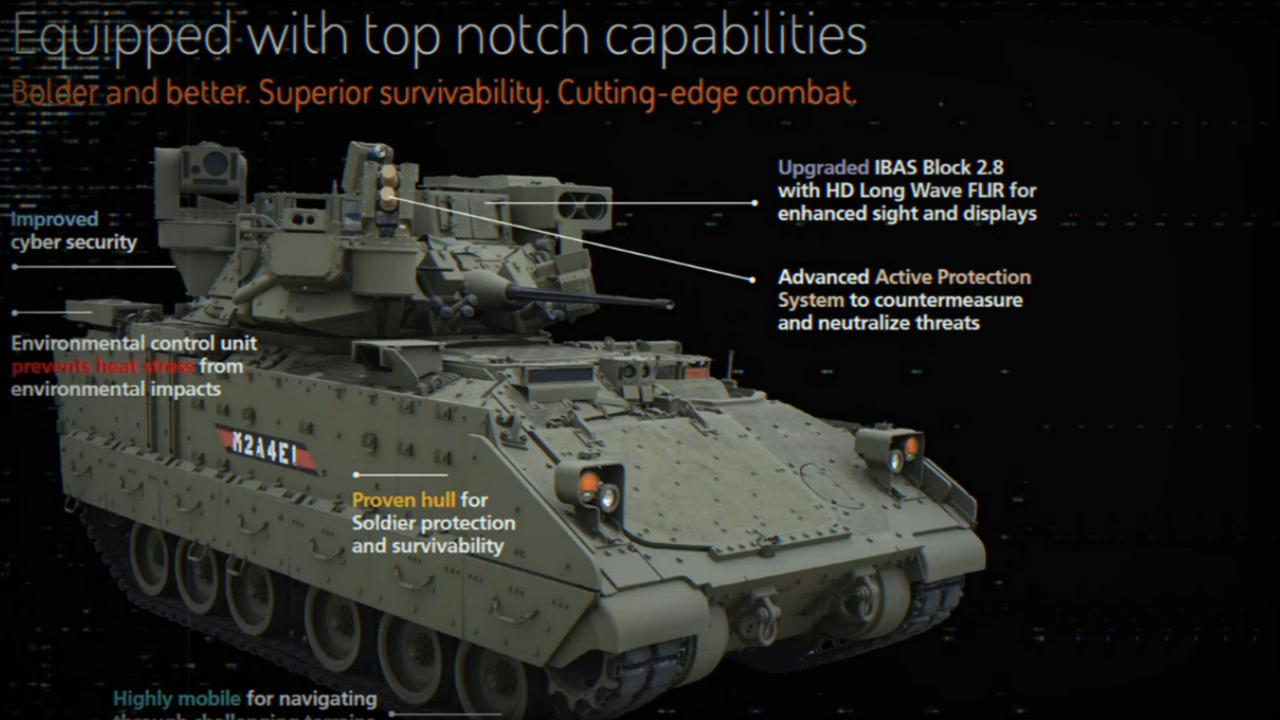 Equipped with top notch capabilities
Bolder and better. Superior survivability. Cutting-edge combat.
Upgraded IBAS Block 2.8
with HD Long Wave FLIR for
enhanced sight and displays
Improved
cyber security
Advanced Active Protection
System to countermeasure
and neutralize threats
Environmental control unit
prevents heat stress from
environmental impacts
M2A4E1
Proven hull for
Soldier protection
and survivability
Highly mobile for navigating
through challenging terrains